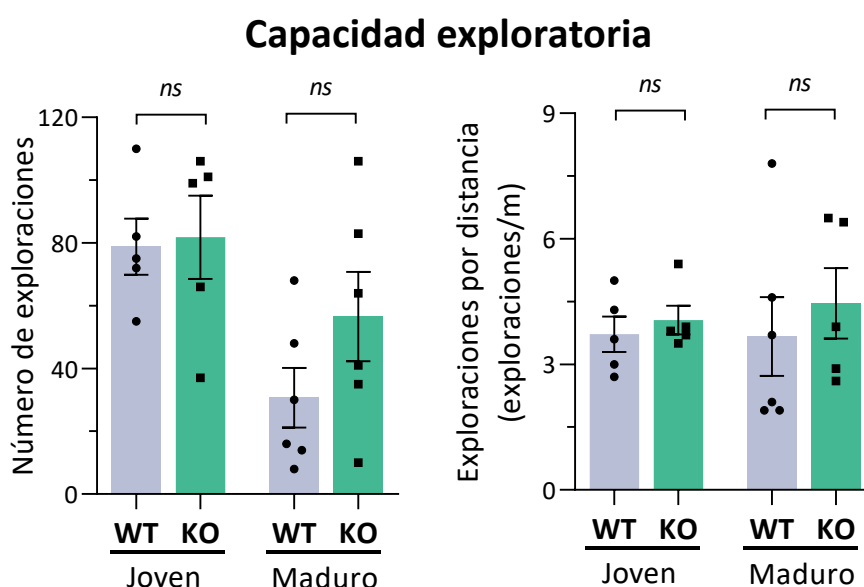 Capacidad exploratoria
Número de exploraciones
120
80
40
0
ns
ns
WT KO WT KO
Joven Maduro
Exploraciones por distancia
(exploraciones/m)
9
6
3
0
ns
ns
WT KO WT KO
Joven Maduro